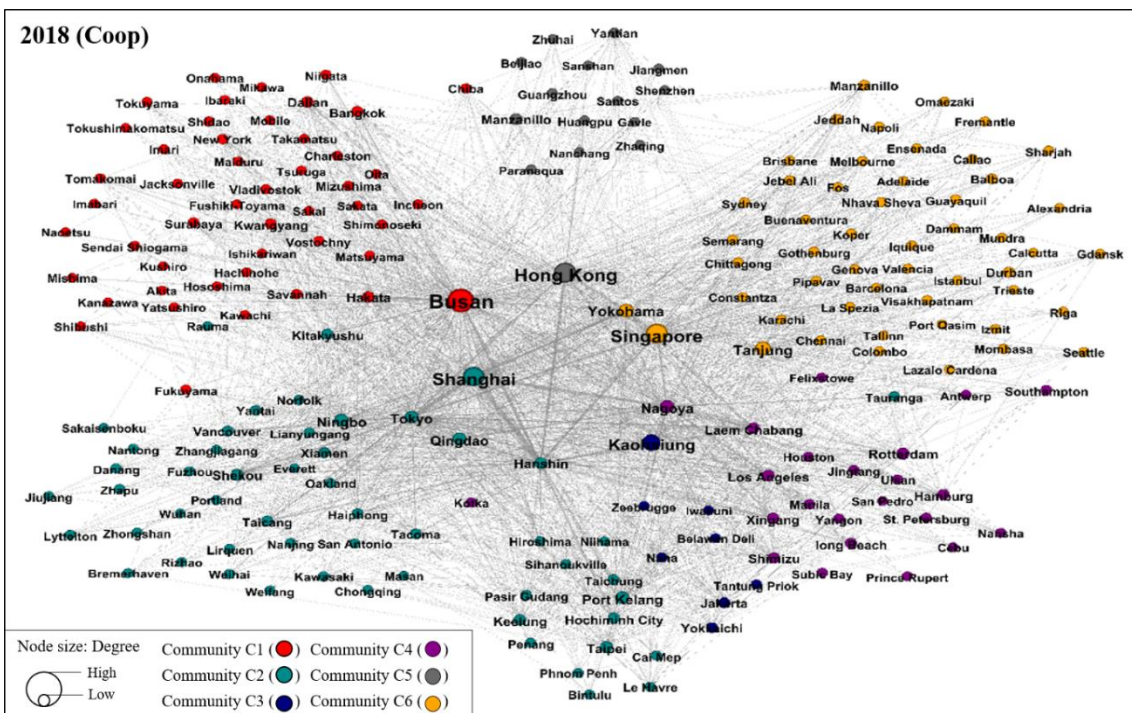 2018 (Coop)
Yantian
Zhuhai
Beijiao
Sanshan
Jiangmen
Shenzhen
Guangzhou
Santos
Manzanillo
Huangpu
Gavle
Nanchang
Zhaqing
Paranaqua
Onahama
Niigata
Mikawa
Chiba
Tokuyama
Ibaraki
Dalian
Bangkok
Tokushimakomatsu
Shidao
Mobile
New York
Takamatsu
Imari
Maiduru
Charleston
Tsuruga
Oita
Tomakomai
Jacksonville
Vladivostok
Mizushima
Imabari
Fushiki-Toyama
Sakai
Sakata
Incheon
Nadetsu
Surabaya
Kwangyang
Shimonoseki
Sendai Shiogama
Vostochny
Ishikariwan
Matsuyama
Mishima
Kushiro
Hachinohe
Hososhima
Kanazawa
Akita
Yatsushiro
Savannah
Hakata
Shibushi
Kawachi
Rauma
Kitakyushu
Fukuyama
Hong Kong
Busan
Yokohama
Singapore
Shanghai
Tanjung
Manzanillo
Omaezaki
Jeddah
Napoli
Fremantle
Ensenada
Sharjah
Brisbane
Melbourne
Callao
Jebel Ali
Fos
Adelaide
Balboa
Sydney
Nhava Sheva
Guayaquil
Alexandria
Buenaventura
Dammam
Semarang
Koper
Mundra
Gothenburg
Iquique
Calcutta
Gdansk
Chittagong
Genova
Valencia
Durban
Pipavav
Barcelona
Istanbul
Trieste
Constantza
La Spezia
Visakhapatnam
Riga
Karachi
Port Qasim
Izmit
Chennai
Tallinn
Colombo
Mombasa
Seattle
Lazalo Cardena
Felixstowe
Southampton
Tauranga
Antwerp
Norfolk
Yantai
Ningbo
Tokyo
Nagoya
Sakaisenboku
Vancouver
Lianyungang
Qingdao
Kaohsiung
Laem Chabang
Nantong
Zhangjiagang
Xiamen
Hanshin
Houston
Rotterdam
Danang
Fuzhou
Shekou
Everett
Los Angeles
Jingtang
Ulsan
Jiujiang
Zhapu
Oakland
Portland
Kolka
Zeebrugge
Iwakuni
Manila
San Pedro
Hamburg
Wuhan
Taicang
Haiphong
Xingang
Yangon
St. Petersburg
Nansha
Lyttelton
Zhongshan
Tacoma
Hiroshima
Niihama
Belawan Deli
long Beach
Cebu
Lirquen
Nanjing
San Antonio
Sihanoukville
Naha
Shimizu
Rizhao
Bremerhaven
Weihai
Kawasaki
Masan
Taichung
Subic Bay
Prince Rupert
Weifang
Chongqing
Pasir Gudang
Port Kelang
Tantung Priok
Jakarta
Keelung
Hochiminh City
Yokkaichi
Penang
Taipei
Cai Mep
Phnom Penh
Bintulu
Le Havre
Node size: Degree
High
Low
Community C1 ( )
Community C4 ( )
Community C2 ( )
Community C5 ( )
Community C3 ( )
Community C6 ( )